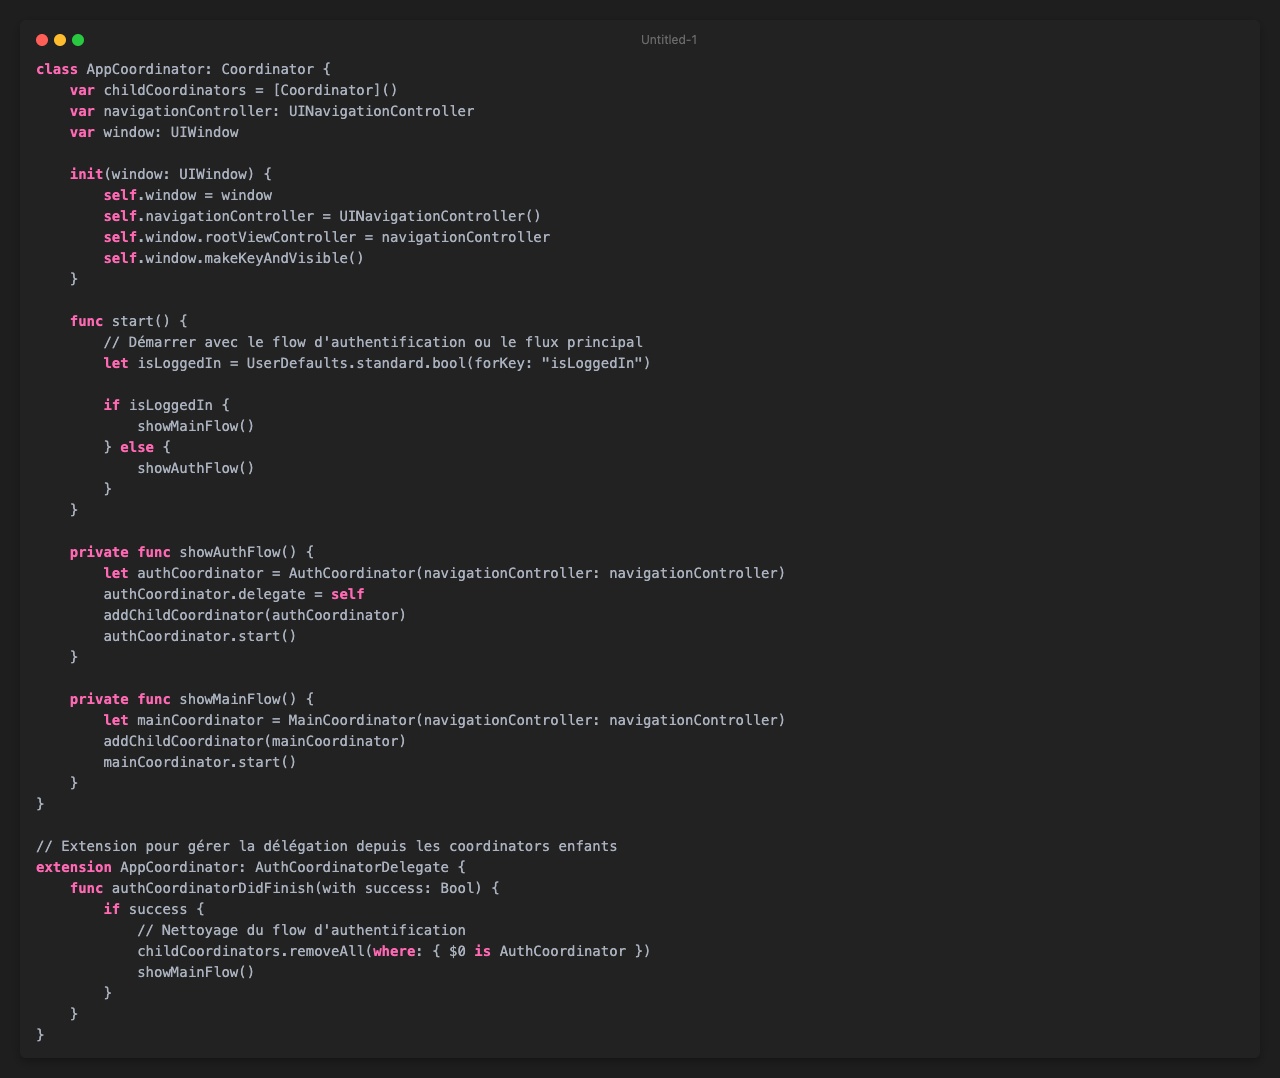 Untitled-1
class AppCoordinator: Coordinator {
    var childCoordinators = [Coordinator]()
    var navigationController: UINavigationController
    var window: UIWindow

    init(window: UIWindow) {
        self.window = window
        self.navigationController = UINavigationController()
        self.window.rootViewController = navigationController
        self.window.makeKeyAndVisible()
    }

    func start() {
        // Démarrer avec le flow d'authentification ou le flux principal
        let isLoggedIn = UserDefaults.standard.bool(forKey: "isLoggedIn")

        if isLoggedIn {
            showMainFlow()
        } else {
            showAuthFlow()
        }
    }

    private func showAuthFlow() {
        let authCoordinator = AuthCoordinator(navigationController: navigationController)
        authCoordinator.delegate = self
        addChildCoordinator(authCoordinator)
        authCoordinator.start()
    }

    private func showMainFlow() {
        let mainCoordinator = MainCoordinator(navigationController: navigationController)
        addChildCoordinator(mainCoordinator)
        mainCoordinator.start()
    }
}

// Extension pour gérer la délégation depuis les coordinators enfants
extension AppCoordinator: AuthCoordinatorDelegate {
    func authCoordinatorDidFinish(with success: Bool) {
        if success {
            // Nettoyage du flow d'authentification
            childCoordinators.removeAll(where: { $0 is AuthCoordinator })
            showMainFlow()
        }
    }
}